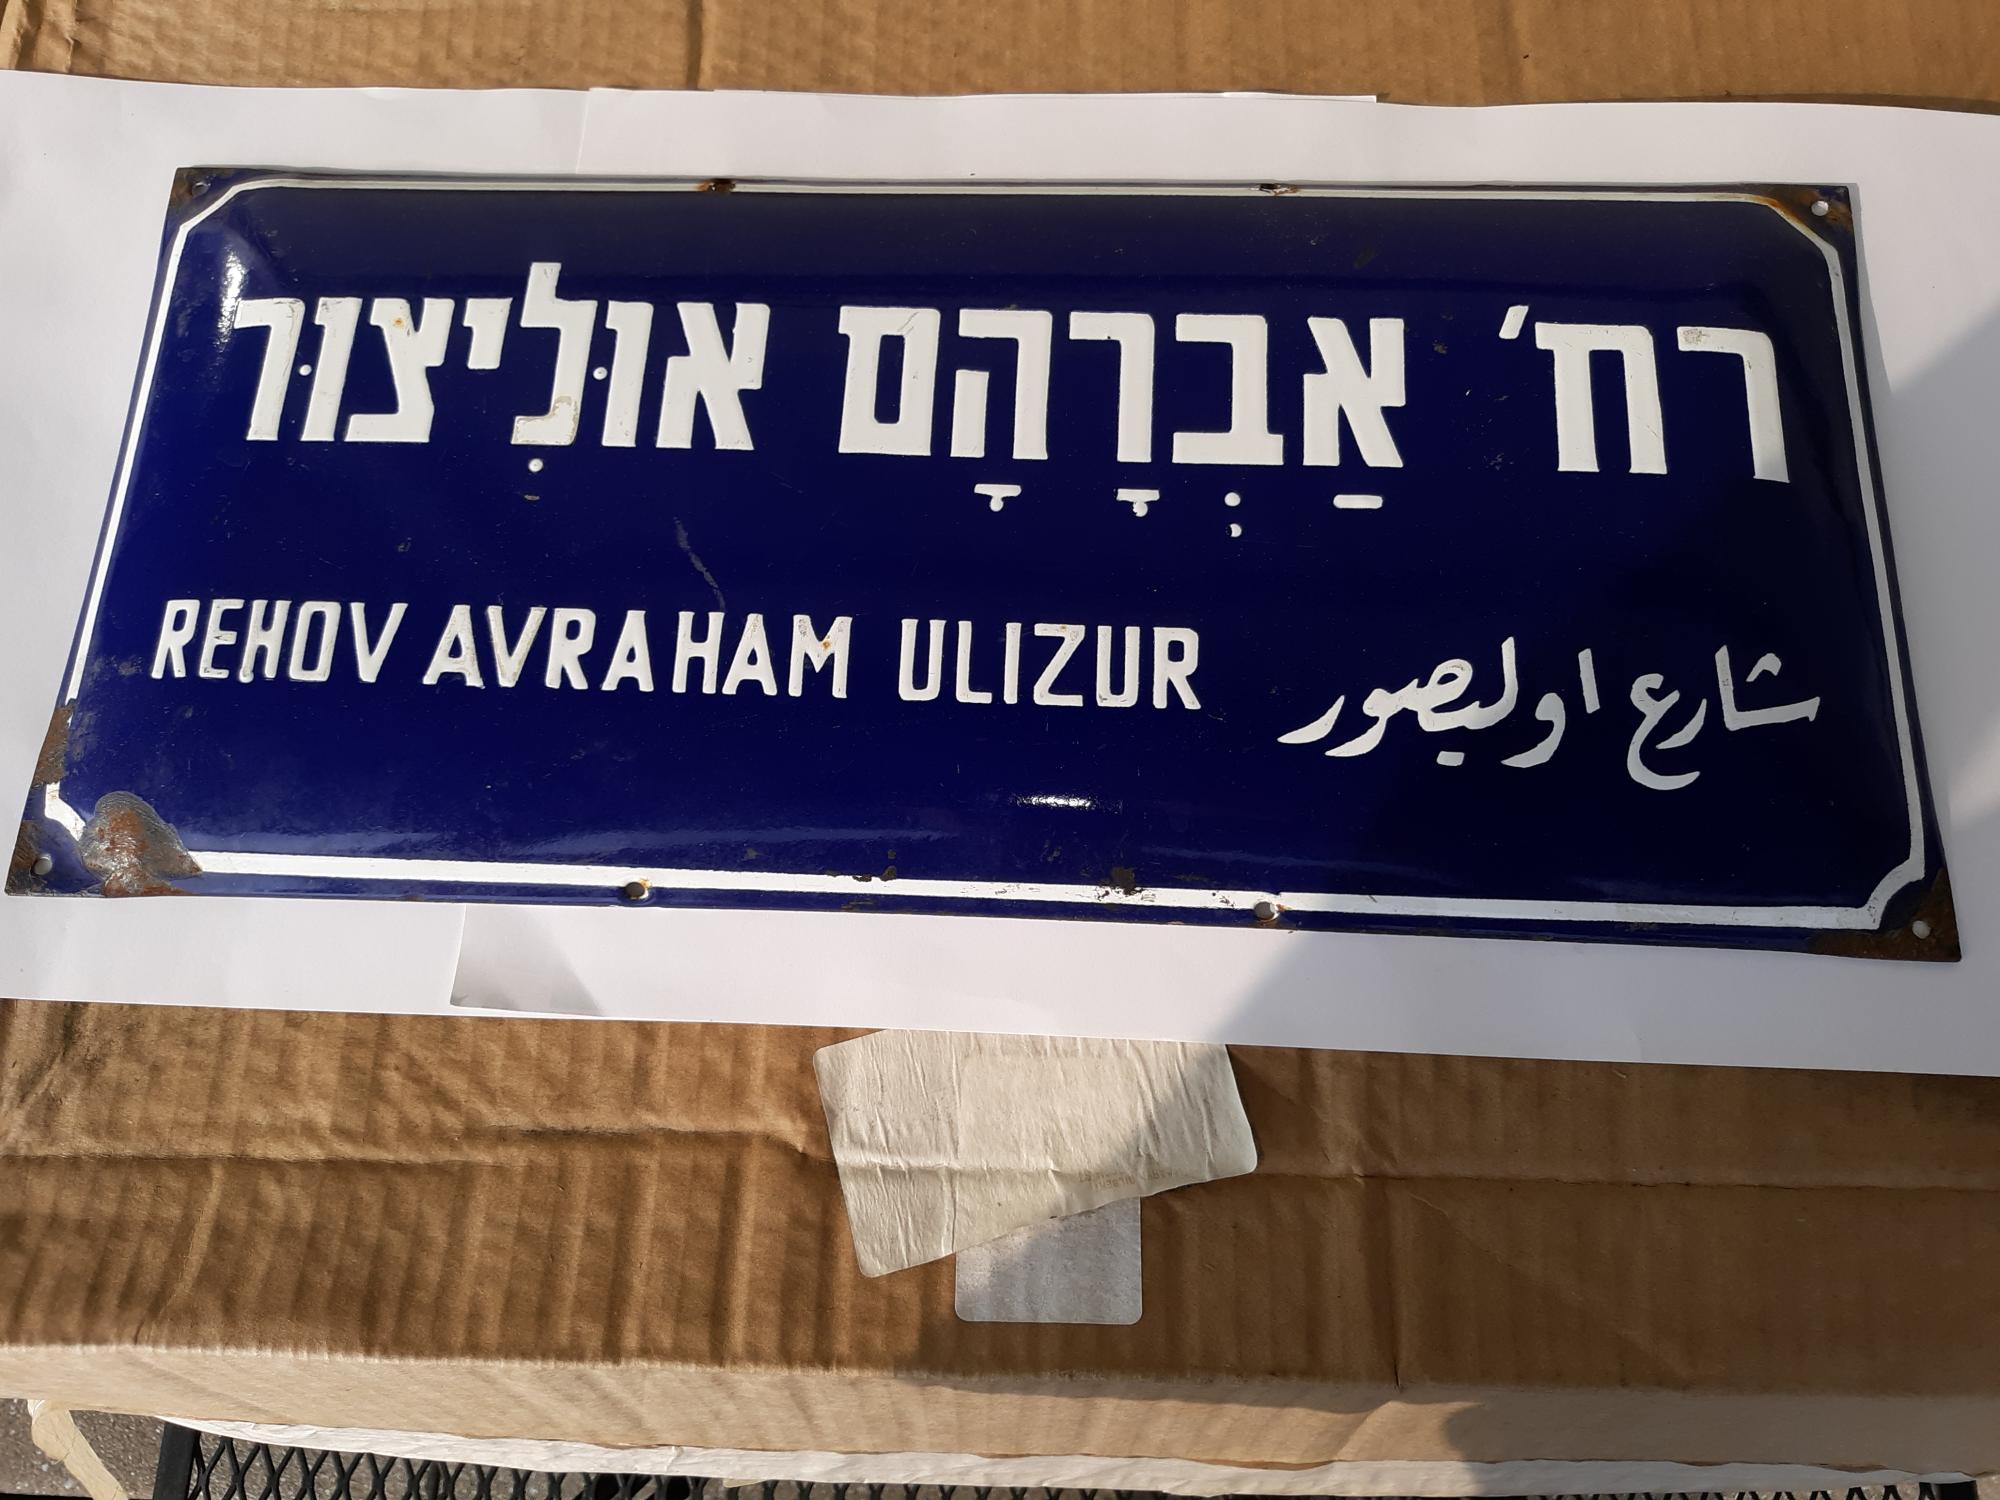 רח' אַבְרָהָם אוּלִיצוּר
REHOV AVRAHAM ULIZUR
شارع اوليصور